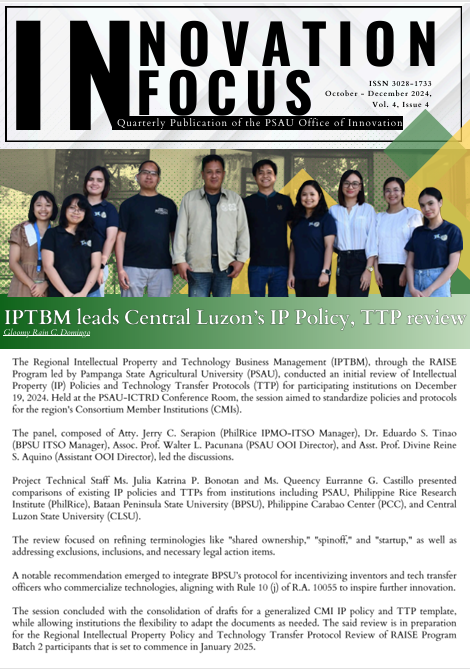 INNOVATION
FOCUS
ISSN 3028-1733
October - December 2024,
Vol. 4, Issue 4
Quarterly Publication of the PSAU Office of Innovation
IPTBM leads Central Luzon's IP Policy, TTP review
Gloomy Rain C. Domingo
The Regional Intellectual Property and Technology Business Management (IPTBM), through the RAISE
Program led by Pampanga State Agricultural University (PSAU), conducted an initial review of Intellectual
Property (IP) Policies and Technology Transfer Protocols (TTP) for participating institutions on December
19, 2024. Held at the PSAU-ICTRD Conference Room, the session aimed to standardize policies and protocols
for the region's Consortium Member Institutions (CMIs).
The panel, composed of Atty. Jerry C. Serapion (PhilRice IPMO-ITSO Manager), Dr. Eduardo S. Tinao
(BPSU ITSO Manager), Assoc. Prof. Walter L. Pacunana (PSAU OOI Director), and Asst. Prof. Divine Reine
S. Aquino (Assistant OOI Director), led the discussions.
Project Technical Staff Ms. Julia Katrina P. Bonotan and Ms. Queency Eurranne G. Castillo presented
comparisons of existing IP policies and TTPs from institutions including PSAU, Philippine Rice Research
Institute (PhilRice), Bataan Peninsula State University (BPSU), Philippine Carabao Center (PCC), and Central
Luzon State University (CLSU).
The review focused on refining terminologies like "shared ownership," "spinoff," and "startup," as well as
addressing exclusions, inclusions, and necessary legal action items.
A notable recommendation emerged to integrate BPSU's protocol for incentivizing inventors and tech transfer
officers who commercialize technologies, aligning with Rule 10 (j) of R.A. 10055 to inspire further innovation.
The session concluded with the consolidation of drafts for a generalized CMI IP policy and TTP template,
while allowing institutions the flexibility to adapt the documents as needed. The said review is in preparation
for the Regional Intellectual Property Policy and Technology Transfer Protocol Review of RAISE Program
Batch 2 participants that is set to commence in January 2025.